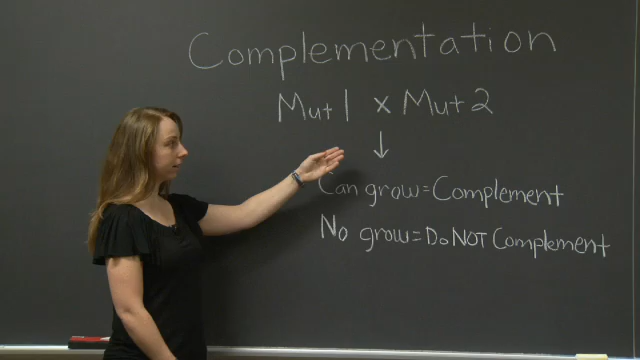 Complementation
Mut 1 x Mut 2
↓
Can grow = Complement
No grow = Do NOT Complement